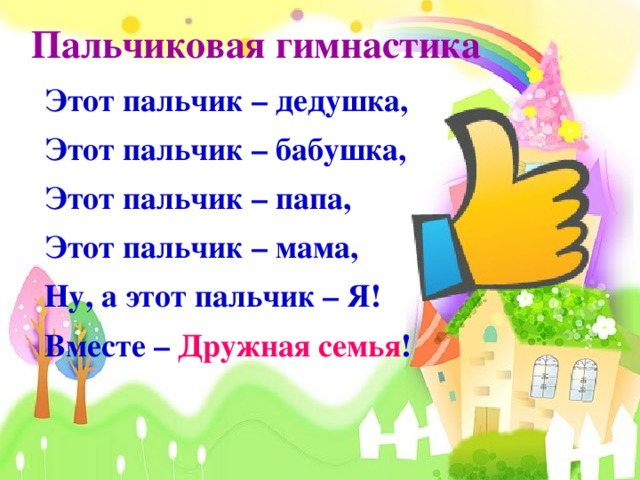 Пальчиковая гимнастика
Этот пальчик – дедушка,
Этот пальчик – бабушка,
Этот пальчик – папа,
Этот пальчик – мама,
Ну, а этот пальчик – Я!
Вместе – Дружная семья!